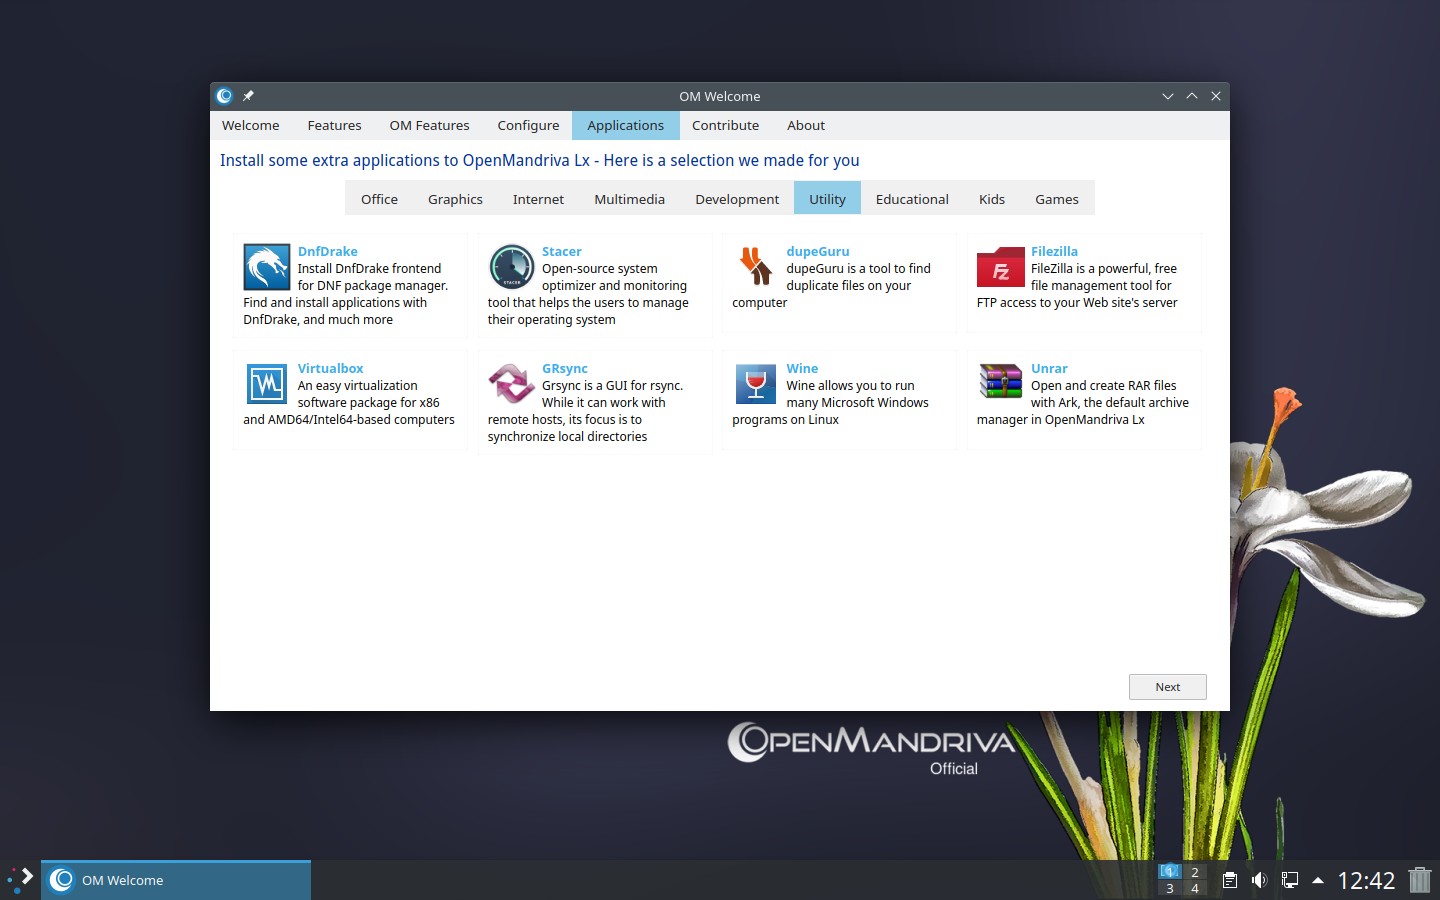 OM Welcome
Welcome Features OM Features Configure Applications Contribute About
Install some extra applications to OpenMandriva Lx - Here is a selection we made for you
Office Graphics Internet Multimedia Development Utility Educational Kids Games
DnfDrake
Install DnfDrake frontend
for DNF package manager.
Find and install applications with
DnfDrake, and much more
STACER
Stacer
Open-source system
optimizer and monitoring
tool that helps the users to manage
their operating system
dupeGuru
dupeGuru is a tool to find
duplicate files on your
computer
Fz
Filezilla
FileZilla is a powerful, free
file management tool for
FTP access to your Web site's server
Virtualbox
An easy virtualization
software package for x86
and AMD64/Intel64-based computers
GRsync
Grsync is a GUI for rsync.
While it can work with
remote hosts, its focus is to
synchronize local directories
Wine
Wine allows you to run
many Microsoft Windows
programs on Linux
Unrar
Open and create RAR files
with Ark, the default archive
manager in OpenMandriva Lx
Next
OPENMANDRIVA
Official
OM Welcome
1 2
3 4
12:42